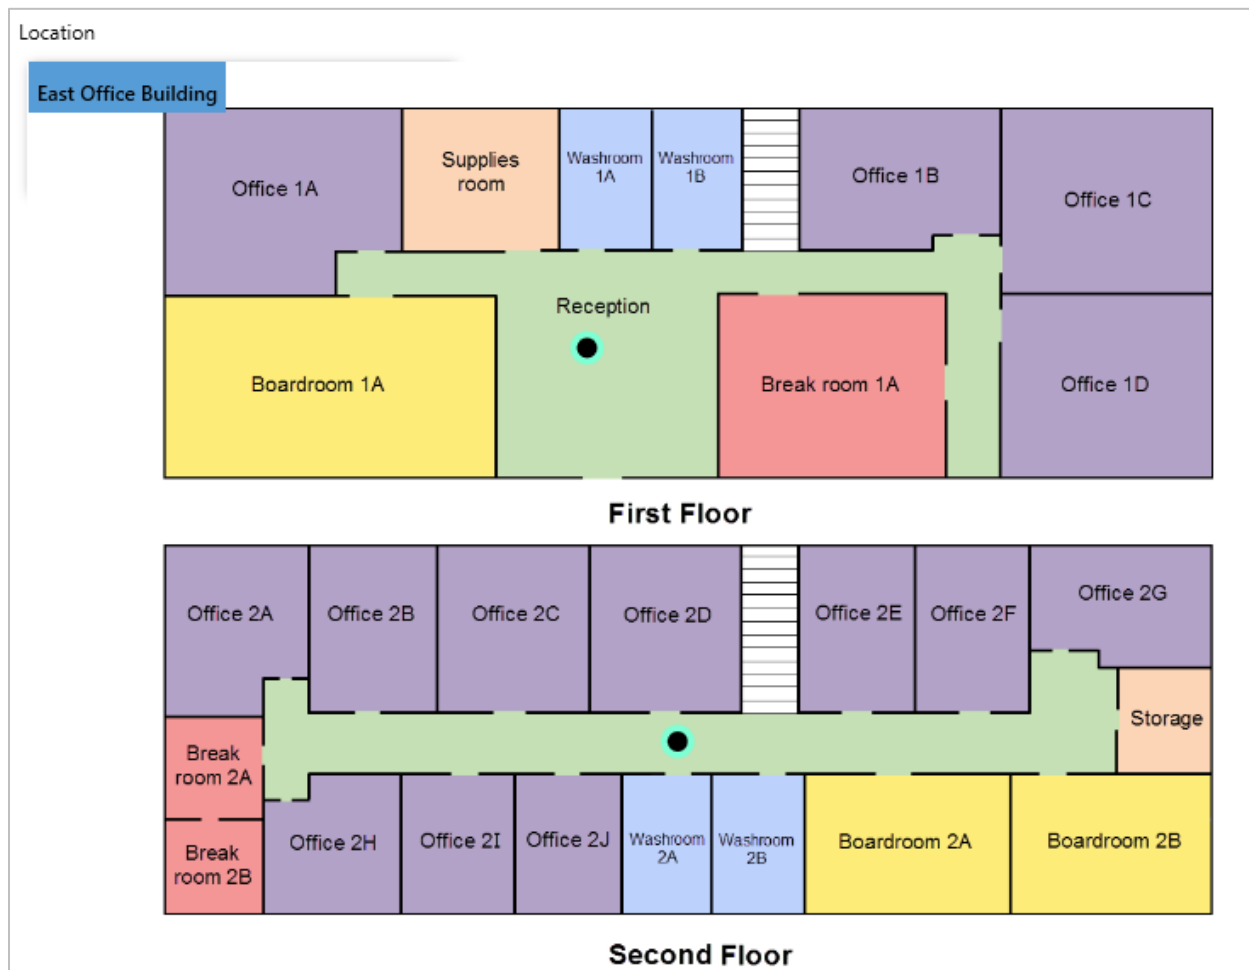 Location
East Office Building
Office 1A
Supplies
room
Washroom
1A
Washroom
1B
Office 1B
Office 1C
Reception
Boardroom 1A
Break room 1A
Office 1D
First Floor
Office 2A
Office 2B
Office 2C
Office 2D
Office 2E
Office 2F
Office 2G
Storage
Break
room 2A
Break
room 2B
Office 2H
Office 2I
Office 2J
Washroom
2A
Washroom
2B
Boardroom 2A
Boardroom 2B
Second Floor